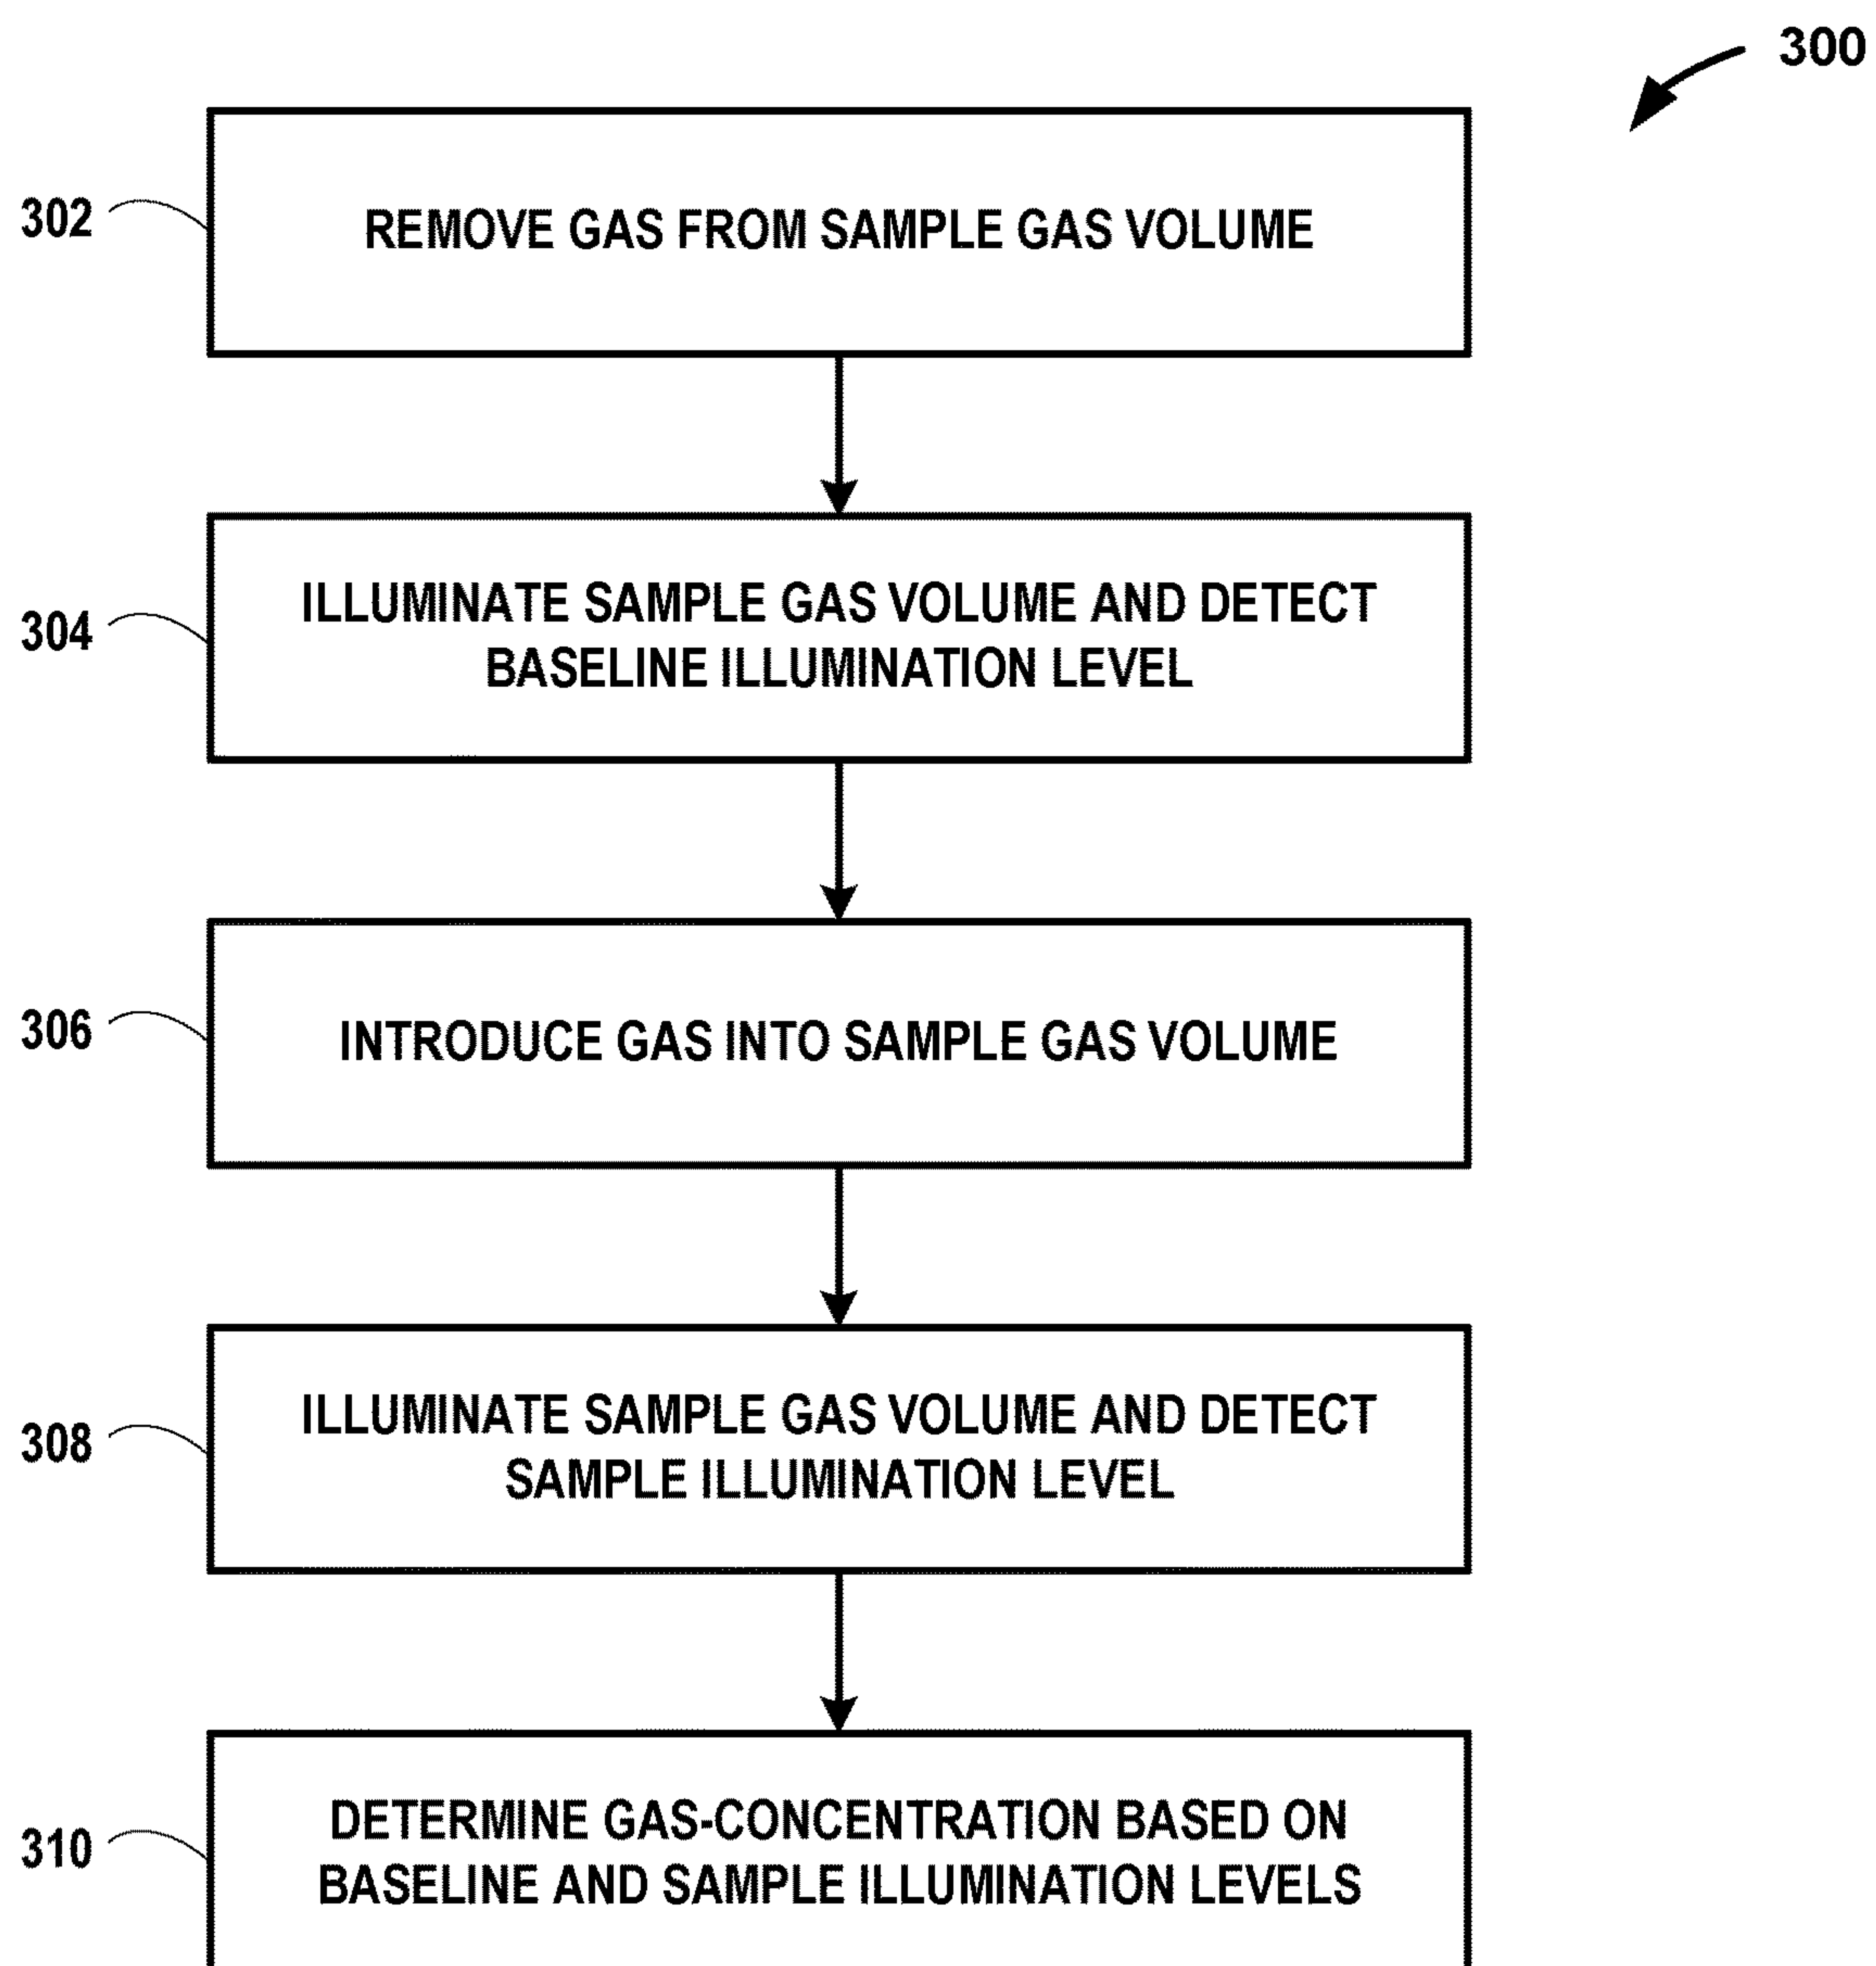 300
302
REMOVE GAS FROM SAMPLE GAS VOLUME
304
ILLUMINATE SAMPLE GAS VOLUME AND DETECT
BASELINE ILLUMINATION LEVEL
306
INTRODUCE GAS INTO SAMPLE GAS VOLUME
308
ILLUMINATE SAMPLE GAS VOLUME AND DETECT
SAMPLE ILLUMINATION LEVEL
310
DETERMINE GAS-CONCENTRATION BASED ON
BASELINE AND SAMPLE ILLUMINATION LEVELS